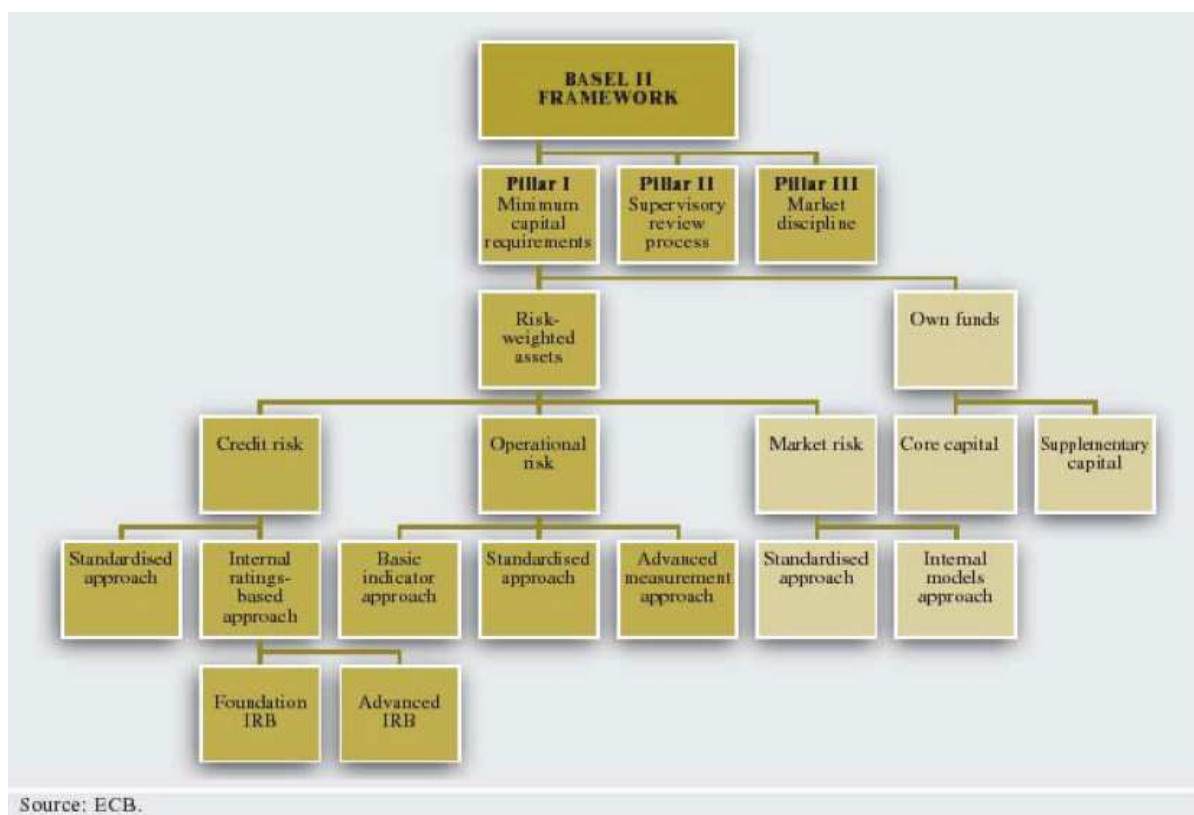 BASEL II
FRAMEWORK
Pillar I
Minimum
capital
requirements
Pillar II
Supervisory
review
process
Pillar III
Market
discipline
Risk-
weighted
assets
Own funds
Credit risk
Operational
risk
Market risk
Core capital
Supplementary
capital
Standardised
approach
Internal
ratings-
based
approach
Basic
indicator
approach
Standardised
approach
Advanced
measurement
approach
Standardised
approach
Internal
models
approach
Foundation
IRB
Advanced
IRB
Source: ECB.